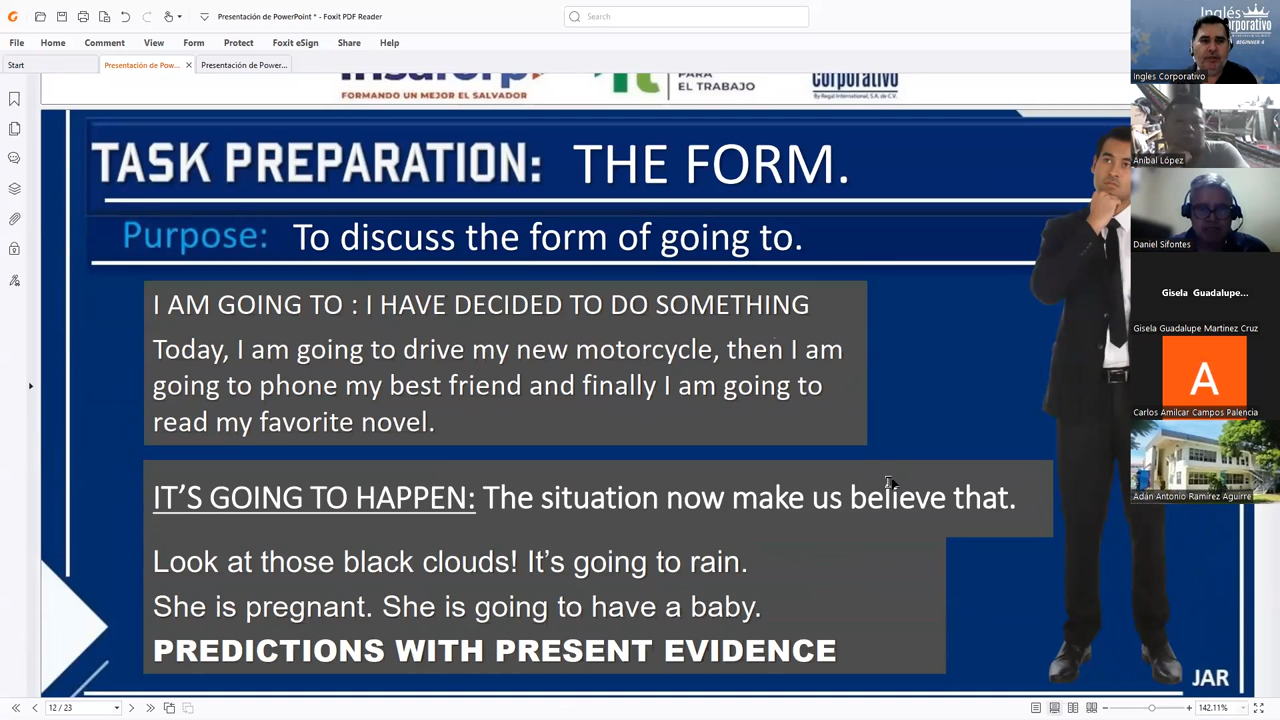 Presentación de PowerPoint * - Foxit PDF Reader
Search
File Home Comment View Form Protect Foxit eSign Share Help
Start
Presentación de Pow...
Presentación de Power...
FORMANDO UN MEJOR EL SALVADOR
PARA
EL TRABAJO
corporativo
By Regal International, S.A. de C.V.
TASK PREPARATION: THE FORM.
Purpose: To discuss the form of going to.
I AM GOING TO : I HAVE DECIDED TO DO SOMETHING
Today, I am going to drive my new motorcycle, then I am
going to phone my best friend and finally I am going to
read my favorite novel.
IT'S GOING TO HAPPEN: The situation now make us believe that.
Look at those black clouds! It's going to rain.
She is pregnant. She is going to have a baby.
PREDICTIONS WITH PRESENT EVIDENCE
JAR
Inglés
corporativo
BEGINNER 4
Ingles Corporativo
Aníbal López
Daniel Sifontes
Gisela Guadalupe...
Gisela Guadalupe Martinez Cruz
A
Carlos Amilcar Campos Palencia
Adán Antonio Ramírez Aguirre
12 / 23
142.11%